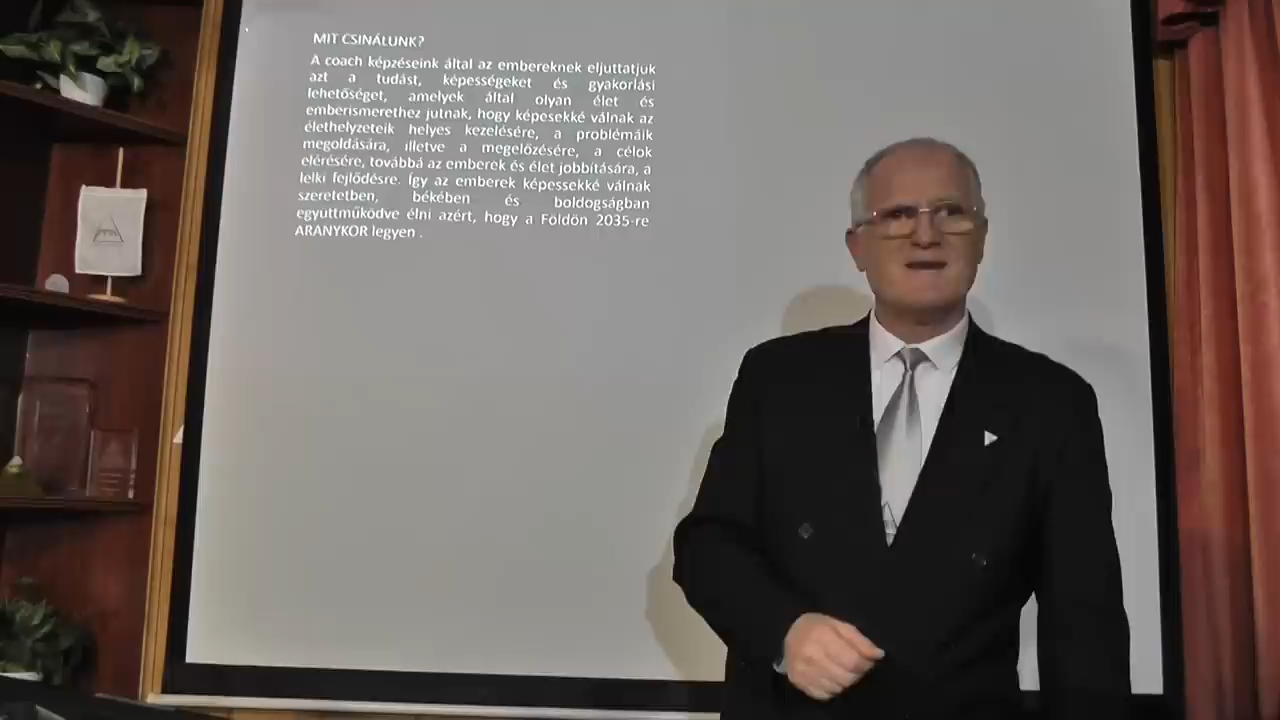 MIT CSINÁLUNK?
A coach képzéseink által az embereknek eljuttatjuk
azt a tudást, képességeket és gyakorlási
lehetőséget, amelyek által olyan élet és
emberismerethez jutnak, hogy képesekké válnak az
élethelyzeteik helyes kezelésére, a problémáik
megoldására, illetve a megelőzésére, a célok
elérésére, továbbá az emberek és élet jobbítására, a
lelki fejlődésre. Így az emberek képessekké válnak
szeretetben, békében és boldogságban
együttműködve élni azért, hogy a Földön 2035-re
ARANYKOR legyen .